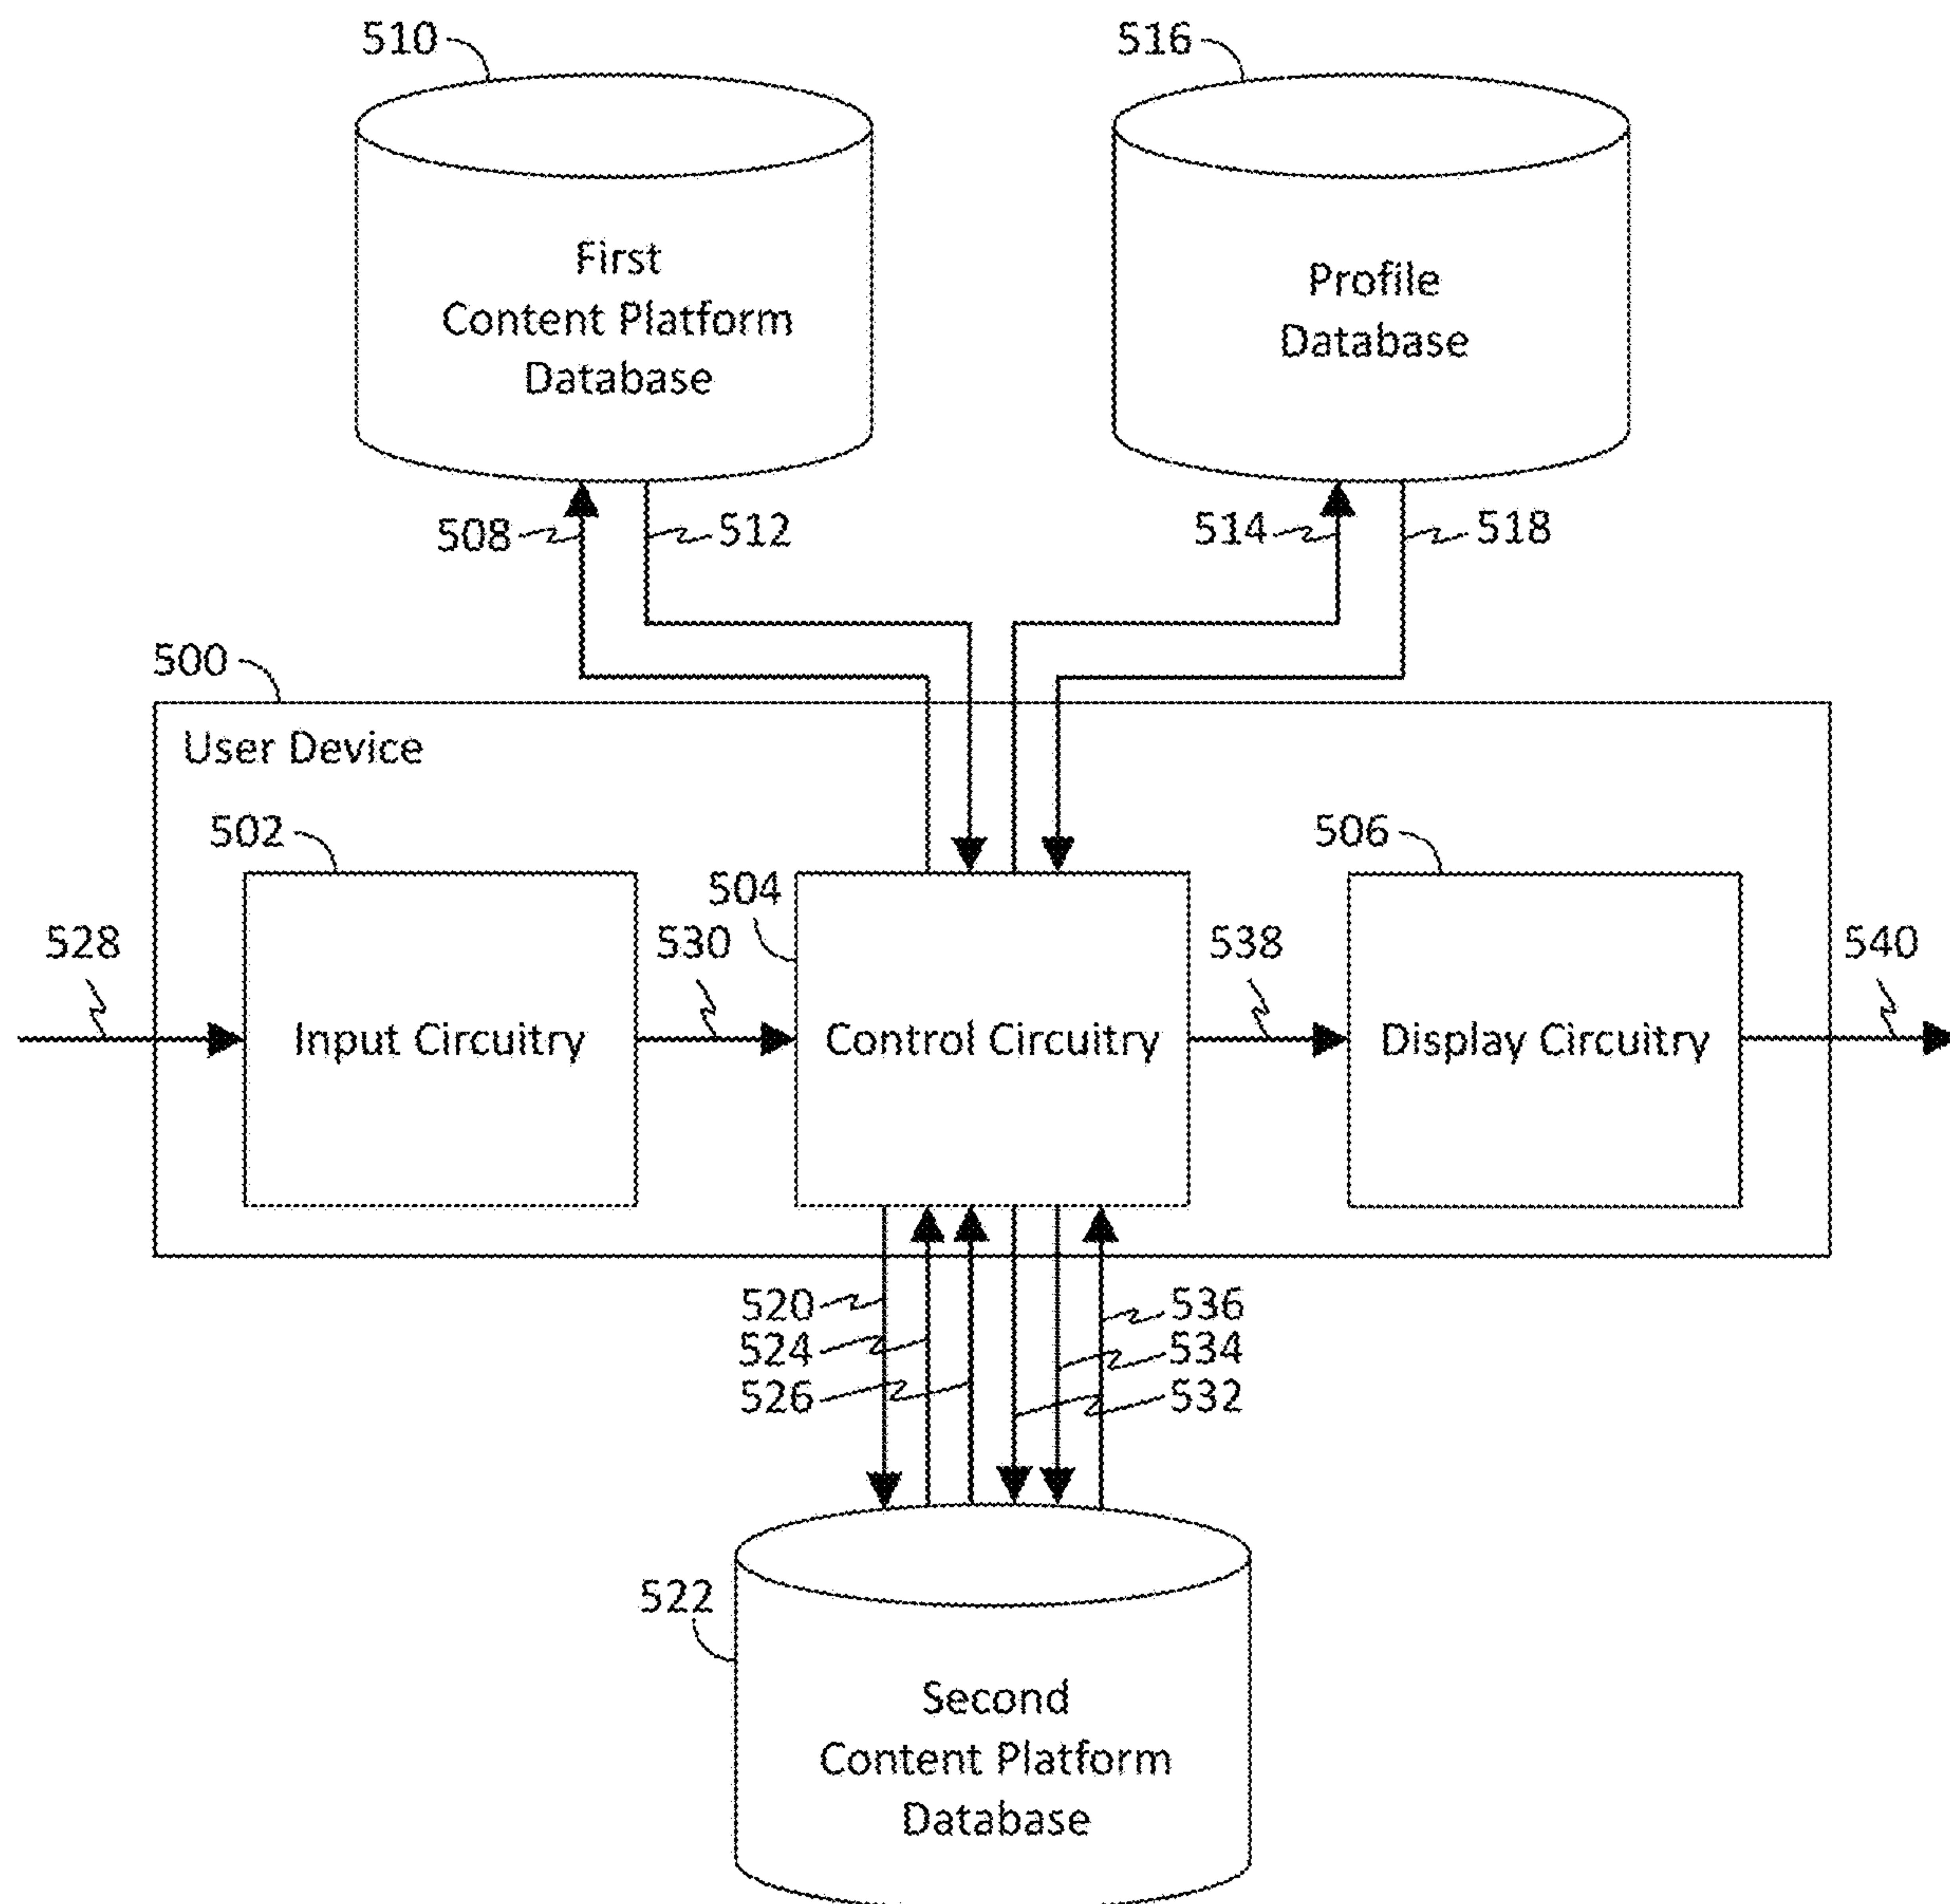 510
516
First
Content Platform
Database
Profile
Database
508
512
514
518
500
User Device
502
504
506
528
530
538
540
Input Circuitry
Control Circuitry
Display Circuitry
520
536
524
534
526
532
522
Second
Content Platform
Database